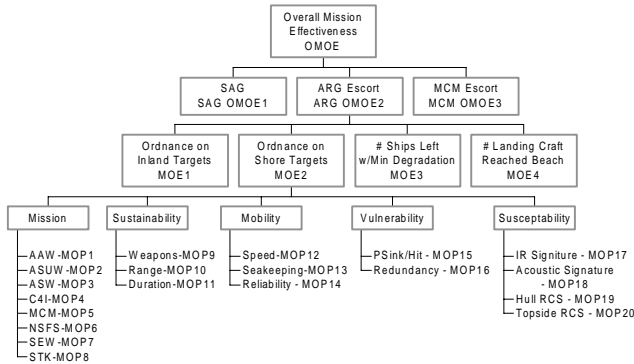 Overall Mission
Effectiveness
OMOE
SAG
SAG OMOE1
ARG Escort
ARG OMOE2
MCM Escort
MCM OMOE3
Ordnance on
Inland Targets
MOE1
Ordnance on
Shore Targets
MOE2
# Ships Left
w/Min Degradation
MOE3
# Landing Craft
Reached Beach
MOE4
Mission
AAW-MOP1
ASUW-MOP2
ASW-MOP3
C4I-MOP4
MCM-MOP5
NSFS-MOP6
SEW-MOP7
STK-MOP8
Sustainability
Weapons-MOP9
Range-MOP10
Duration-MOP11
Mobility
Speed-MOP12
Seakeeping-MOP13
Reliability - MOP14
Vulnerability
PSink/Hit - MOP15
Redundancy - MOP16
Susceptability
IR Signiture - MOP17
Acoustic Signature
- MOP18
Hull RCS - MOP19
Topside RCS - MOP20